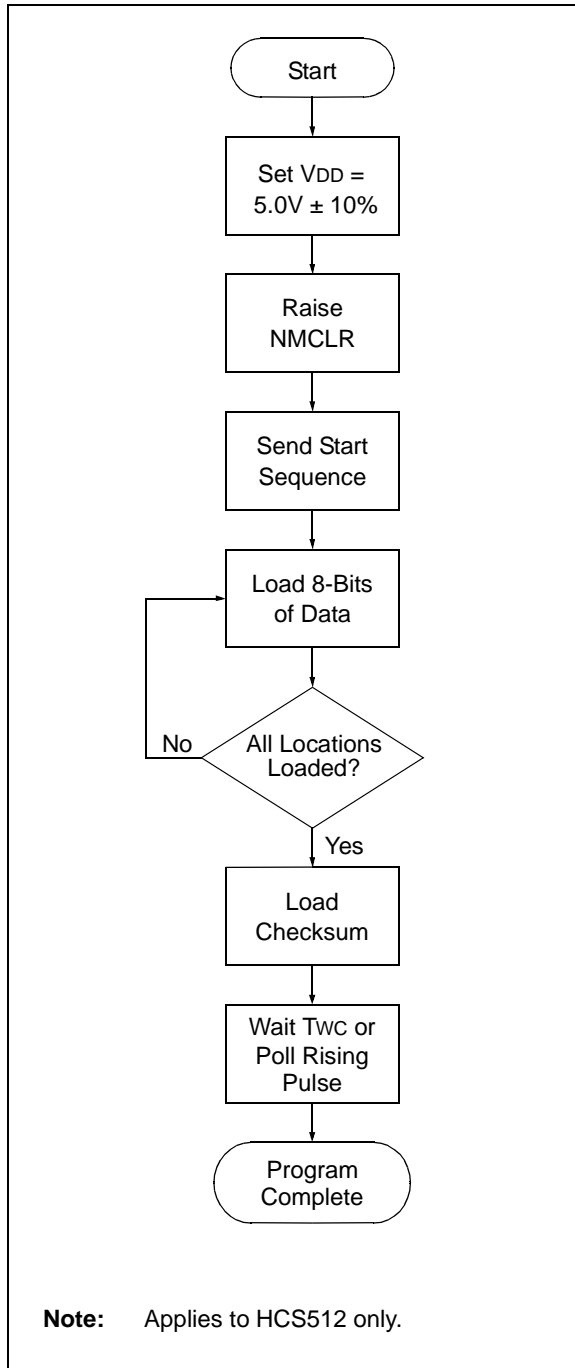 Start
Set VDD =
5.0V ± 10%
Raise
NMCLR
Send Start
Sequence
Load 8-Bits
of Data
No
All Locations
Loaded?
Yes
Load
Checksum
Wait TWC or
Poll Rising
Pulse
Program
Complete
Note: Applies to HCS512 only.